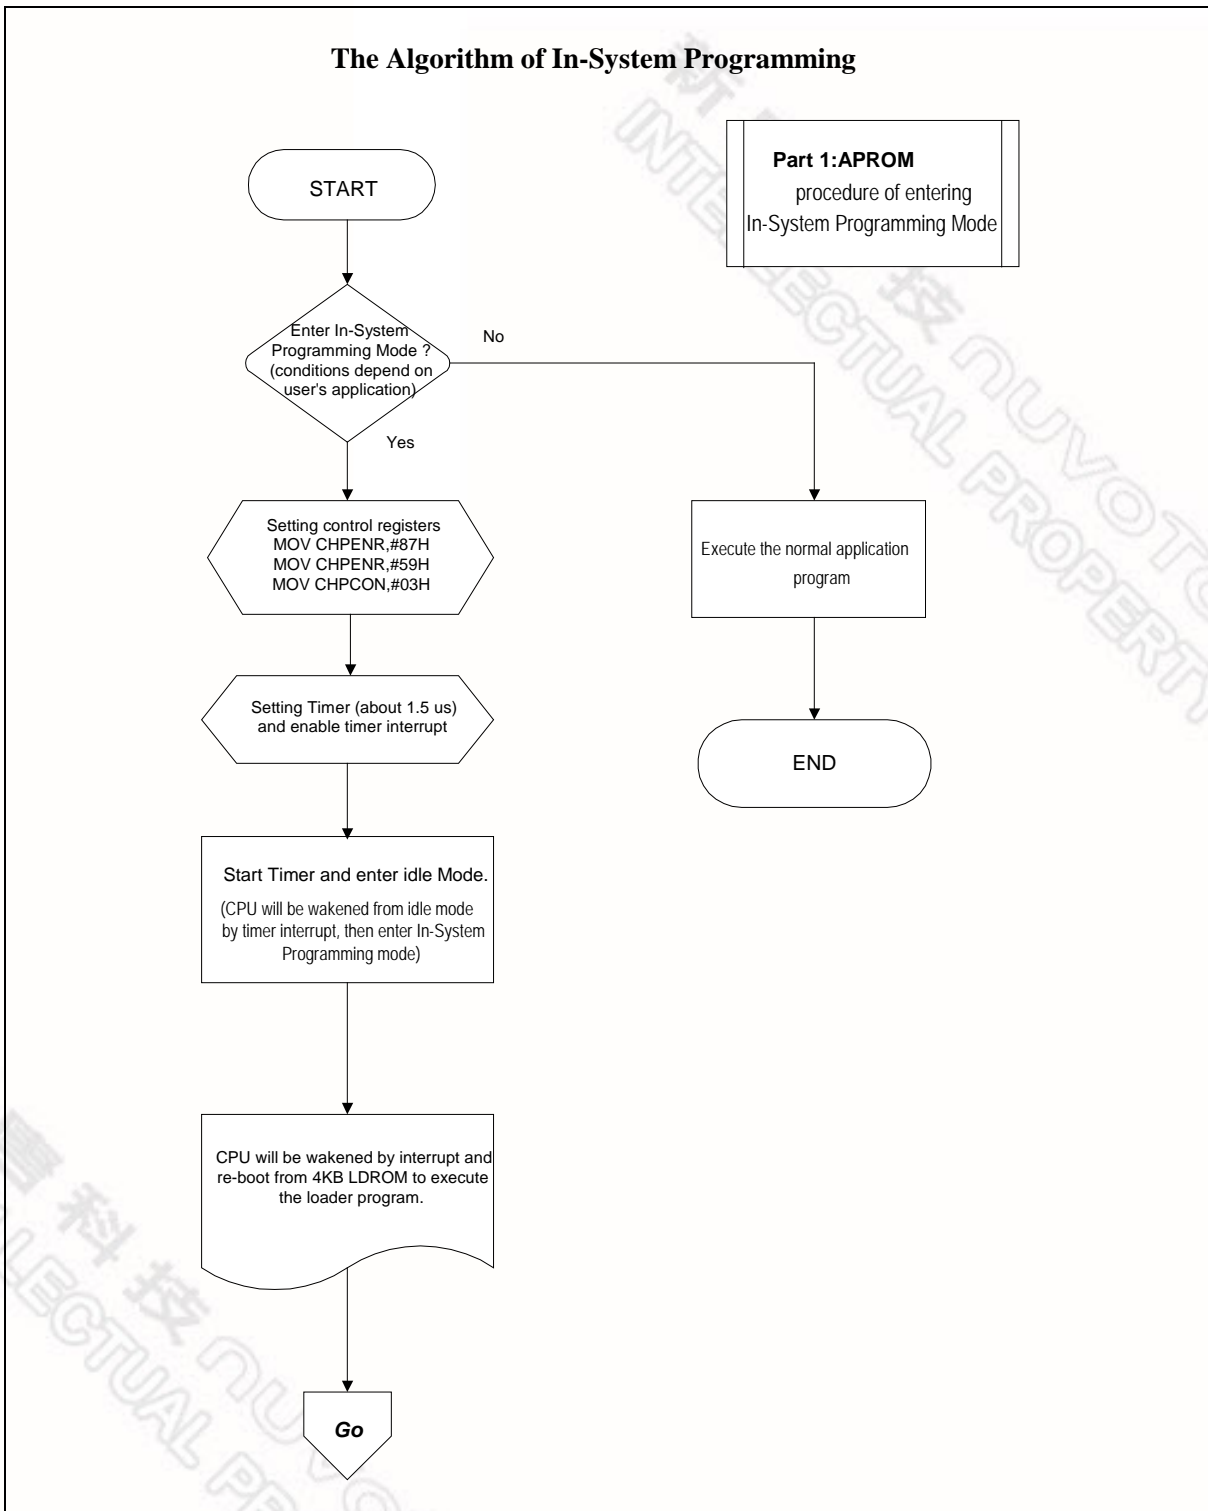 The Algorithm of In-System Programming
START
Part 1:APROM
procedure of entering
In-System Programming Mode
Enter In-System
Programming Mode ?
(conditions depend on
user's application)
No
Yes
Setting control registers
MOV CHPENR,#87H
MOV CHPENR,#59H
MOV CHPCON,#03H
Execute the normal application
program
Setting Timer (about 1.5 us)
and enable timer interrupt
END
Start Timer and enter idle Mode.
(CPU will be wakened from idle mode
by timer interrupt, then enter In-System
Programming mode)
CPU will be wakened by interrupt and
re-boot from 4KB LDROM to execute
the loader program.
Go